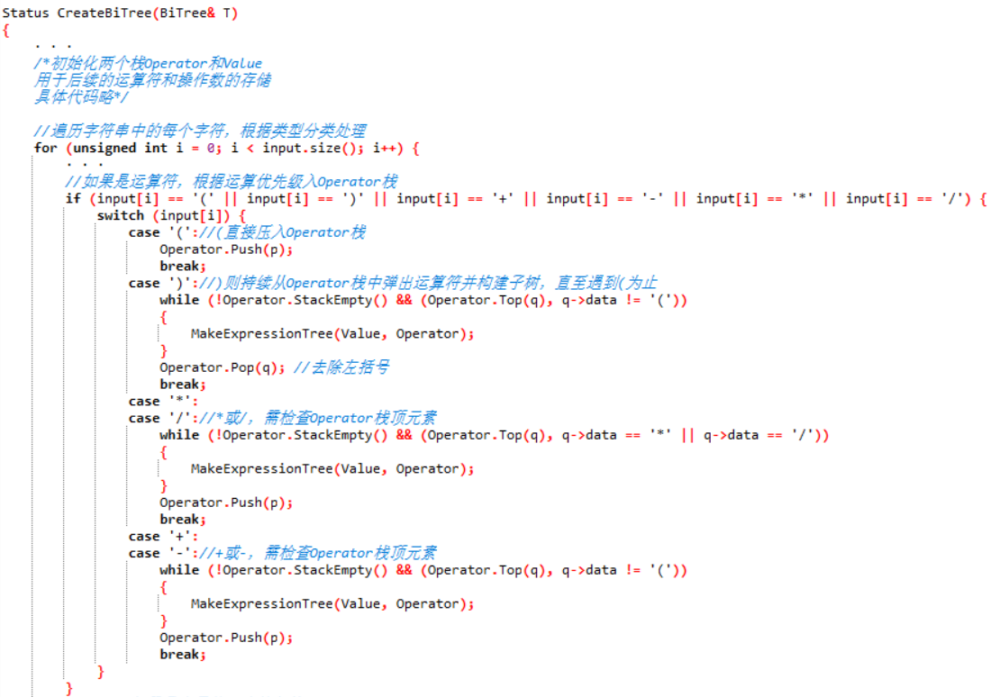 Status CreateBiTree(BiTree& T)
{
. . .
/*初始化两个栈Operator和Value
用于后续的运算符和操作数的存储
具体代码略*/
//遍历字符串中的每个字符，根据类型分类处理
for (unsigned int i = 0; i < input.size(); i++) {
. . .
//如果是运算符，根据运算优先级入Operator栈
if (input[i] == '(' || input[i] == ')' || input[i] == '+' || input[i] == '-' || input[i] == '*' || input[i] == '/') {
switch (input[i]) {
case '('://(直接压入Operator栈
Operator.Push(p);
break;
case ')'://)则持续从Operator栈中弹出运算符并构建子树，直至遇到(为止
while (!Operator.StackEmpty() && (Operator.Top(q), q->data != '('))
{
MakeExpressionTree(Value, Operator);
}
Operator.Pop(q); //去除左括号
break;
case '*':
case '/'://*或/，需检查Operator栈顶元素
while (!Operator.StackEmpty() && (Operator.Top(q), q->data == '*' || q->data == '/'))
{
MakeExpressionTree(Value, Operator);
}
Operator.Push(p);
break;
case '+':
case '-'://+或-，需检查Operator栈顶元素
while (!Operator.StackEmpty() && (Operator.Top(q), q->data != '('))
{
MakeExpressionTree(Value, Operator);
}
Operator.Push(p);
break;
}
}